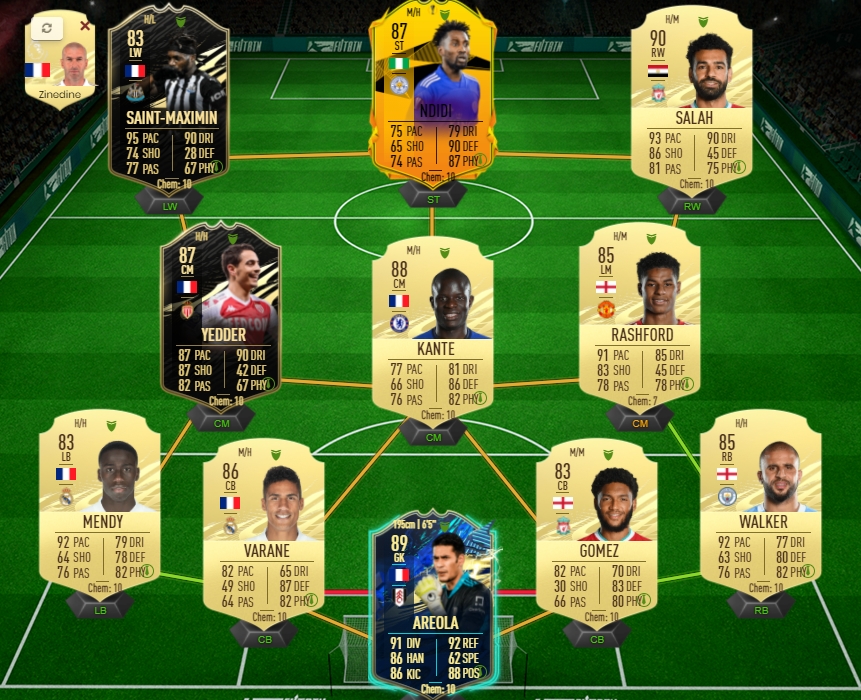 Zinedine
H/L
83
LW
SAINT-MAXIMIN
95 PAC 90 DRI
74 SHO 28 DEF
77 PAS 67 PHY
Chem: 10
LW
M/H
87
ST
NDIDI
75 PAC 79 DRI
65 SHO 90 DEF
74 PAS 87 PHY
Chem: 10
ST
H/M
90
RW
SALAH
93 PAC 90 DRI
86 SHO 45 DEF
81 PAS 75 PHY
Chem: 10
RW
H/H
87
CM
YEDDER
87 PAC 90 DRI
87 SHO 42 DEF
82 PAS 67 PHY
Chem: 10
CM
M/H
88
CM
KANTE
77 PAC 81 DRI
66 SHO 86 DEF
76 PAS 82 PHY
Chem: 10
CM
H/M
85
LM
RASHFORD
91 PAC 85 DRI
83 SHO 45 DEF
78 PAS 78 PHY
Chem: 7
CM
H/H
83
LB
MENDY
92 PAC 79 DRI
64 SHO 78 DEF
76 PAS 82 PHY
Chem: 10
LB
M/H
86
CB
VARANE
82 PAC 65 DRI
49 SHO 87 DEF
64 PAS 82 PHY
Chem: 10
CB
195cm | 6'5"
89
GK
AREOLA
91 DIV 92 REF
86 HAN 62 SPE
86 KIC 88 POS
Chem: 10
M/M
83
CB
GOMEZ
82 PAC 70 DRI
30 SHO 83 DEF
66 PAS 80 PHY
Chem: 10
CB
H/H
85
RB
WALKER
92 PAC 77 DRI
63 SHO 80 DEF
76 PAS 82 PHY
Chem: 10
RB
FUTBIN